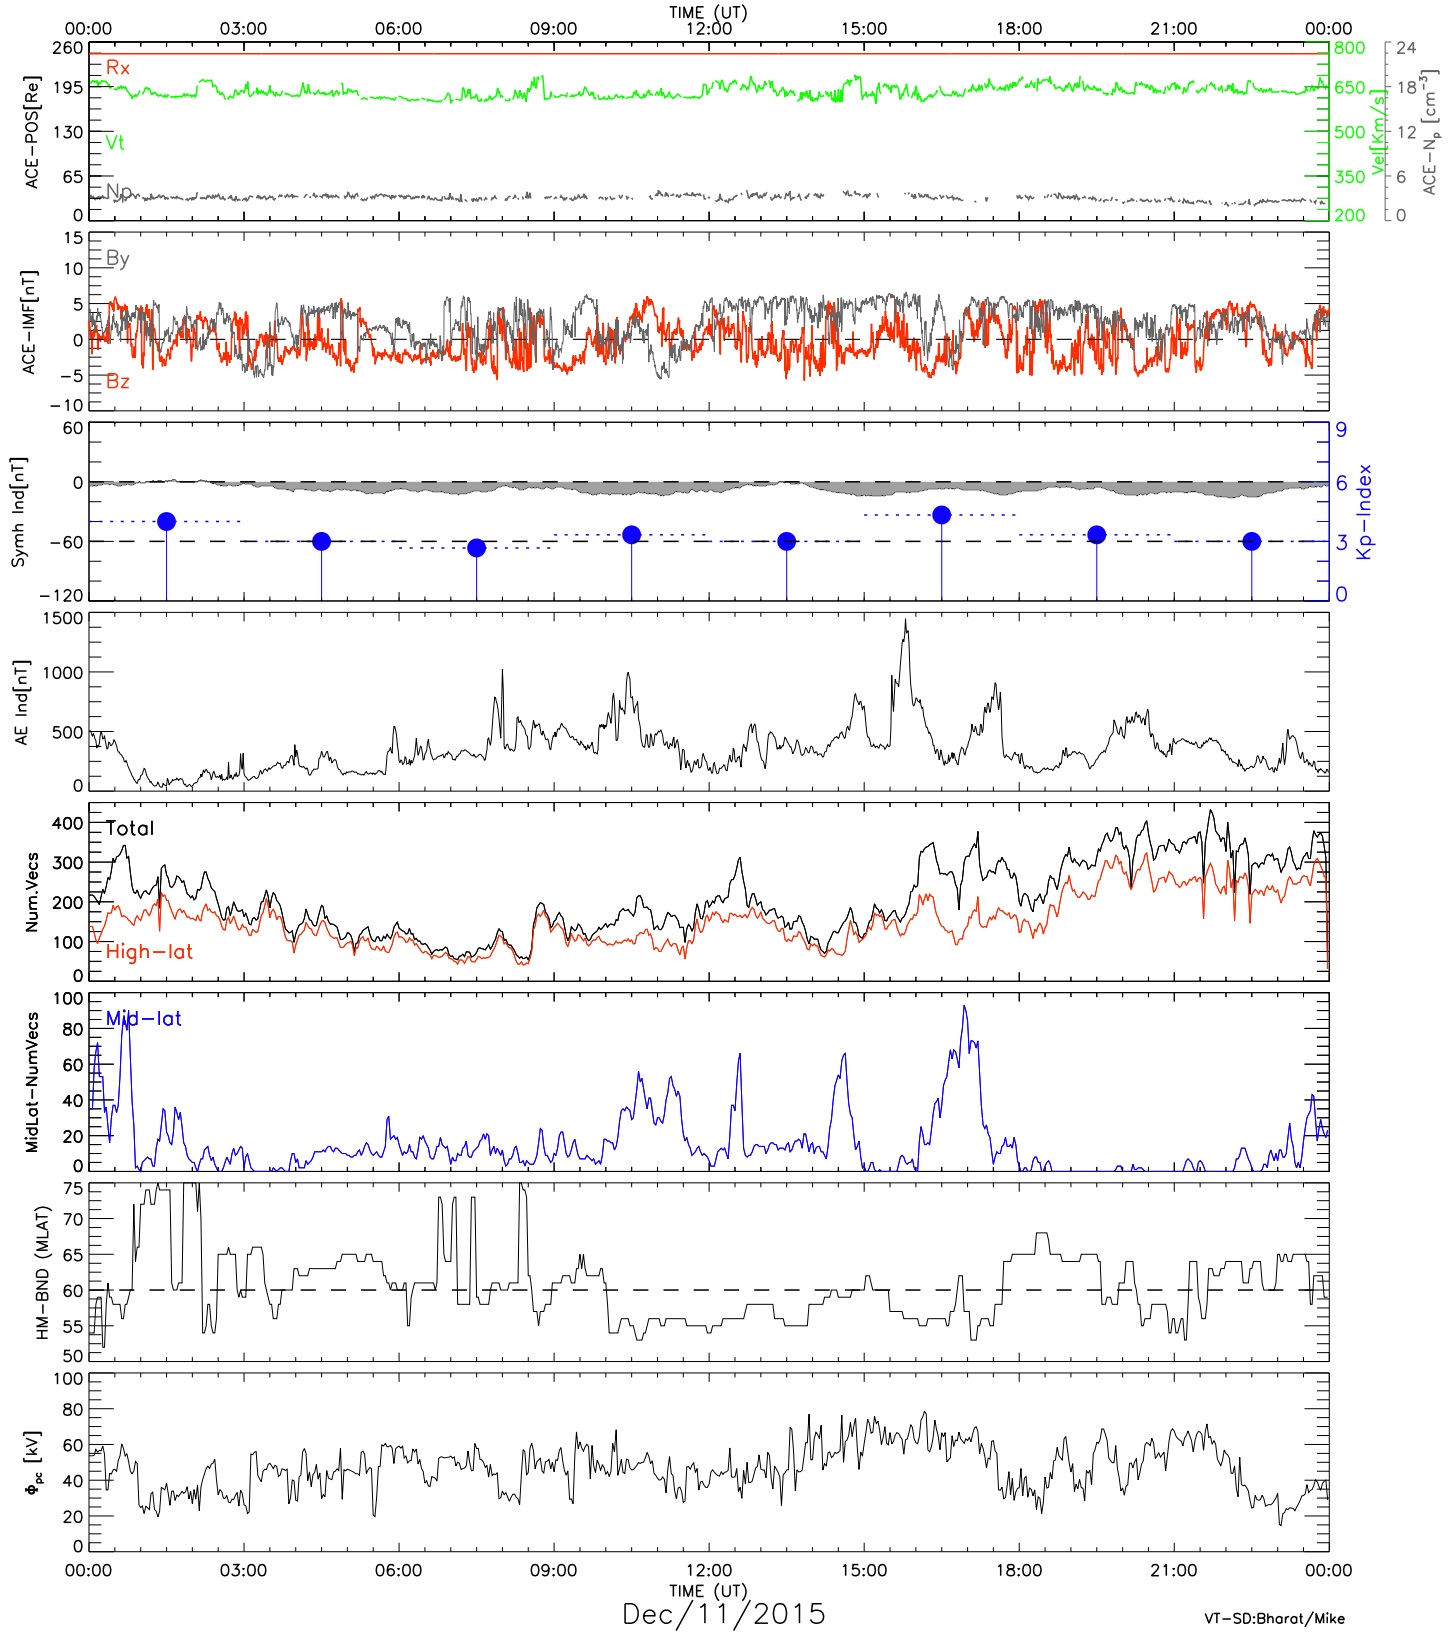 TIME (UT)
00:00 03:00 06:00 09:00 12:00 15:00 18:00 21:00 00:00
260 195 130 65 0
ACE-POS[Re]
Rx
Vt
Np
800 650 500 350 200
Vel[Km/s]
24 18 12 6 0
ACE-Np [cm⁻³]
15 10 5 0 -5 -10
ACE-IMF[nT]
By
Bz
60 0 -60 -120
Symh Ind[nT]
9 6 3 0
Kp-Index
1500 1000 500 0
AE Ind[nT]
400 300 200 100 0
Num.Vecs
Total
High-lat
100 80 60 40 20 0
MidLat-NumVecs
Mid-lat
75 70 65 60 55 50
HM-BND (MLAT)
100 80 60 40 20 0
Φpc [kV]
00:00 03:00 06:00 09:00 12:00 15:00 18:00 21:00 00:00
TIME (UT)
Dec/11/2015
VT-SD:Bharat/Mike